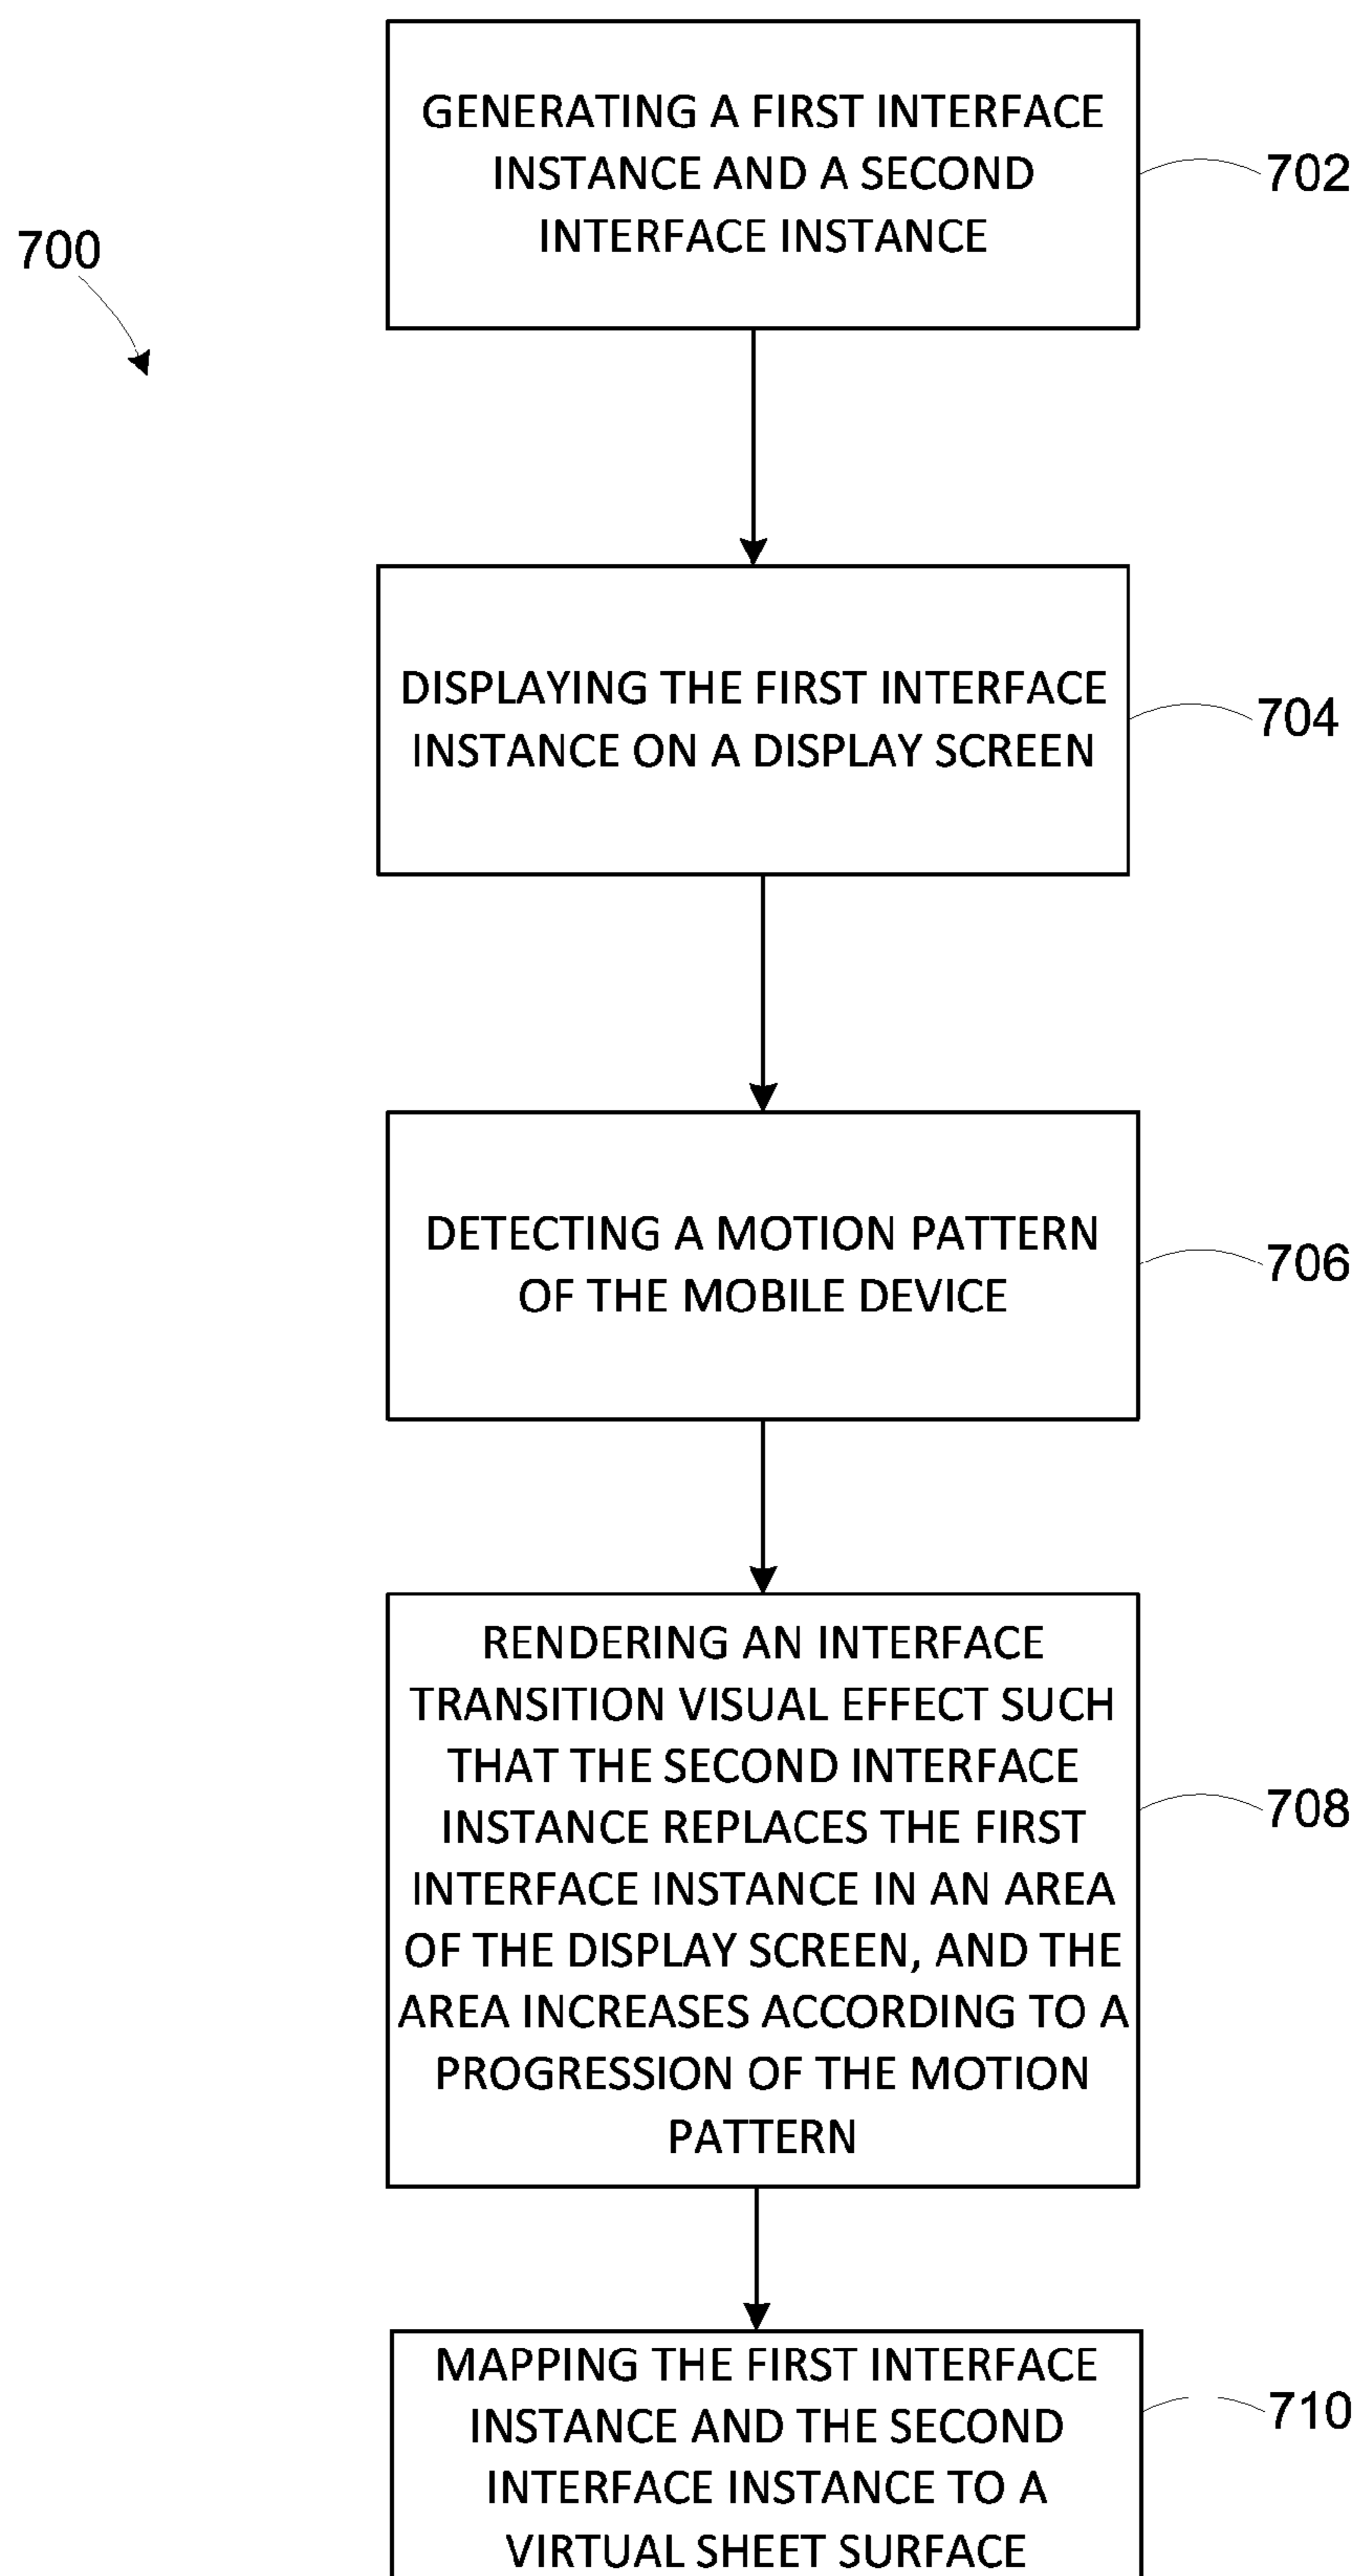 GENERATING A FIRST INTERFACE
INSTANCE AND A SECOND
INTERFACE INSTANCE
702
700
DISPLAYING THE FIRST INTERFACE
INSTANCE ON A DISPLAY SCREEN
704
DETECTING A MOTION PATTERN
OF THE MOBILE DEVICE
706
RENDERING AN INTERFACE
TRANSITION VISUAL EFFECT SUCH
THAT THE SECOND INTERFACE
INSTANCE REPLACES THE FIRST
INTERFACE INSTANCE IN AN AREA
OF THE DISPLAY SCREEN, AND THE
AREA INCREASES ACCORDING TO A
PROGRESSION OF THE MOTION
PATTERN
708
MAPPING THE FIRST INTERFACE
INSTANCE AND THE SECOND
INTERFACE INSTANCE TO A
VIRTUAL SHEET SURFACE
710